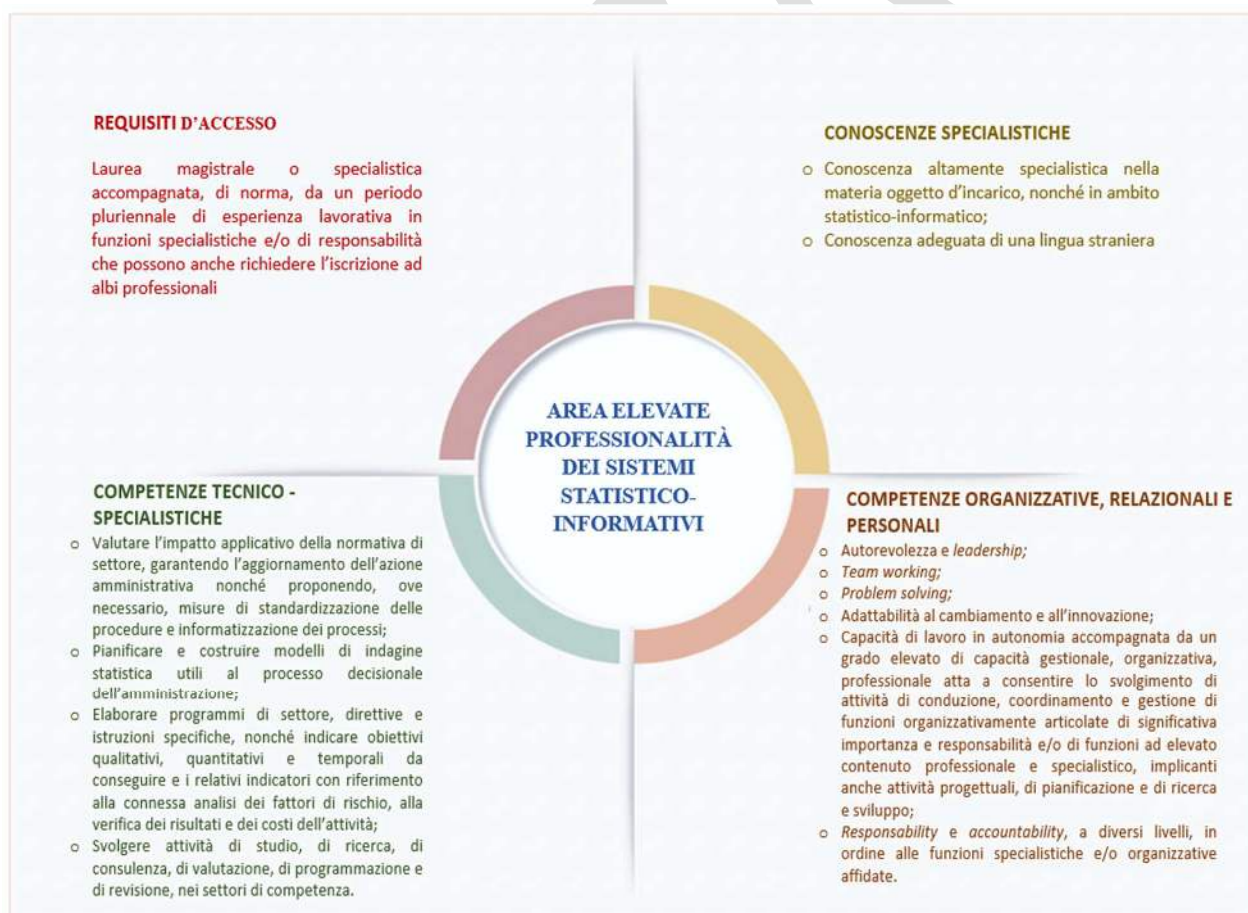 REQUISITI D’ACCESSO
Laurea magistrale o specialistica
accompagnata, di norma, da un periodo
pluriennale di esperienza lavorativa in
funzioni specialistiche e/o di responsabilità
che possono anche richiedere l’iscrizione ad
albi professionali
CONOSCENZE SPECIALISTICHE
o Conoscenza altamente specialistica nella
materia oggetto d’incarico, nonché in ambito
statistico-informatico;
o Conoscenza adeguata di una lingua straniera
AREA ELEVATE
PROFESSIONALITÀ
DEI SISTEMI
STATISTICO-
INFORMATIVI
COMPETENZE TECNICO -
SPECIALISTICHE
o Valutare l’impatto applicativo della normativa di
settore, garantendo l’aggiornamento dell’azione
amministrativa nonché proponendo, ove
necessario, misure di standardizzazione delle
procedure e informatizzazione dei processi;
o Pianificare e costruire modelli di indagine
statistica utili al processo decisionale
dell’amministrazione;
o Elaborare programmi di settore, direttive e
istruzioni specifiche, nonché indicare obiettivi
qualitativi, quantitativi e temporali da
conseguire e i relativi indicatori con riferimento
alla connessa analisi dei fattori di rischio, alla
verifica dei risultati e dei costi dell’attività;
o Svolgere attività di studio, di ricerca, di
consulenza, di valutazione, di programmazione e
di revisione, nei settori di competenza.
COMPETENZE ORGANIZZATIVE, RELAZIONALI E
PERSONALI
o Autorevolezza e leadership;
o Team working;
o Problem solving;
o Adattabilità al cambiamento e all’innovazione;
o Capacità di lavoro in autonomia accompagnata da un
grado elevato di capacità gestionale, organizzativa,
professionale atta a consentire lo svolgimento di
attività di conduzione, coordinamento e gestione di
funzioni organizzativamente articolate di significativa
importanza e responsabilità e/o di funzioni ad elevato
contenuto professionale e specialistico, implicanti
anche attività progettuali, di pianificazione e di ricerca
e sviluppo;
o Responsability e accountability, a diversi livelli, in
ordine alle funzioni specialistiche e/o organizzative
affidate.